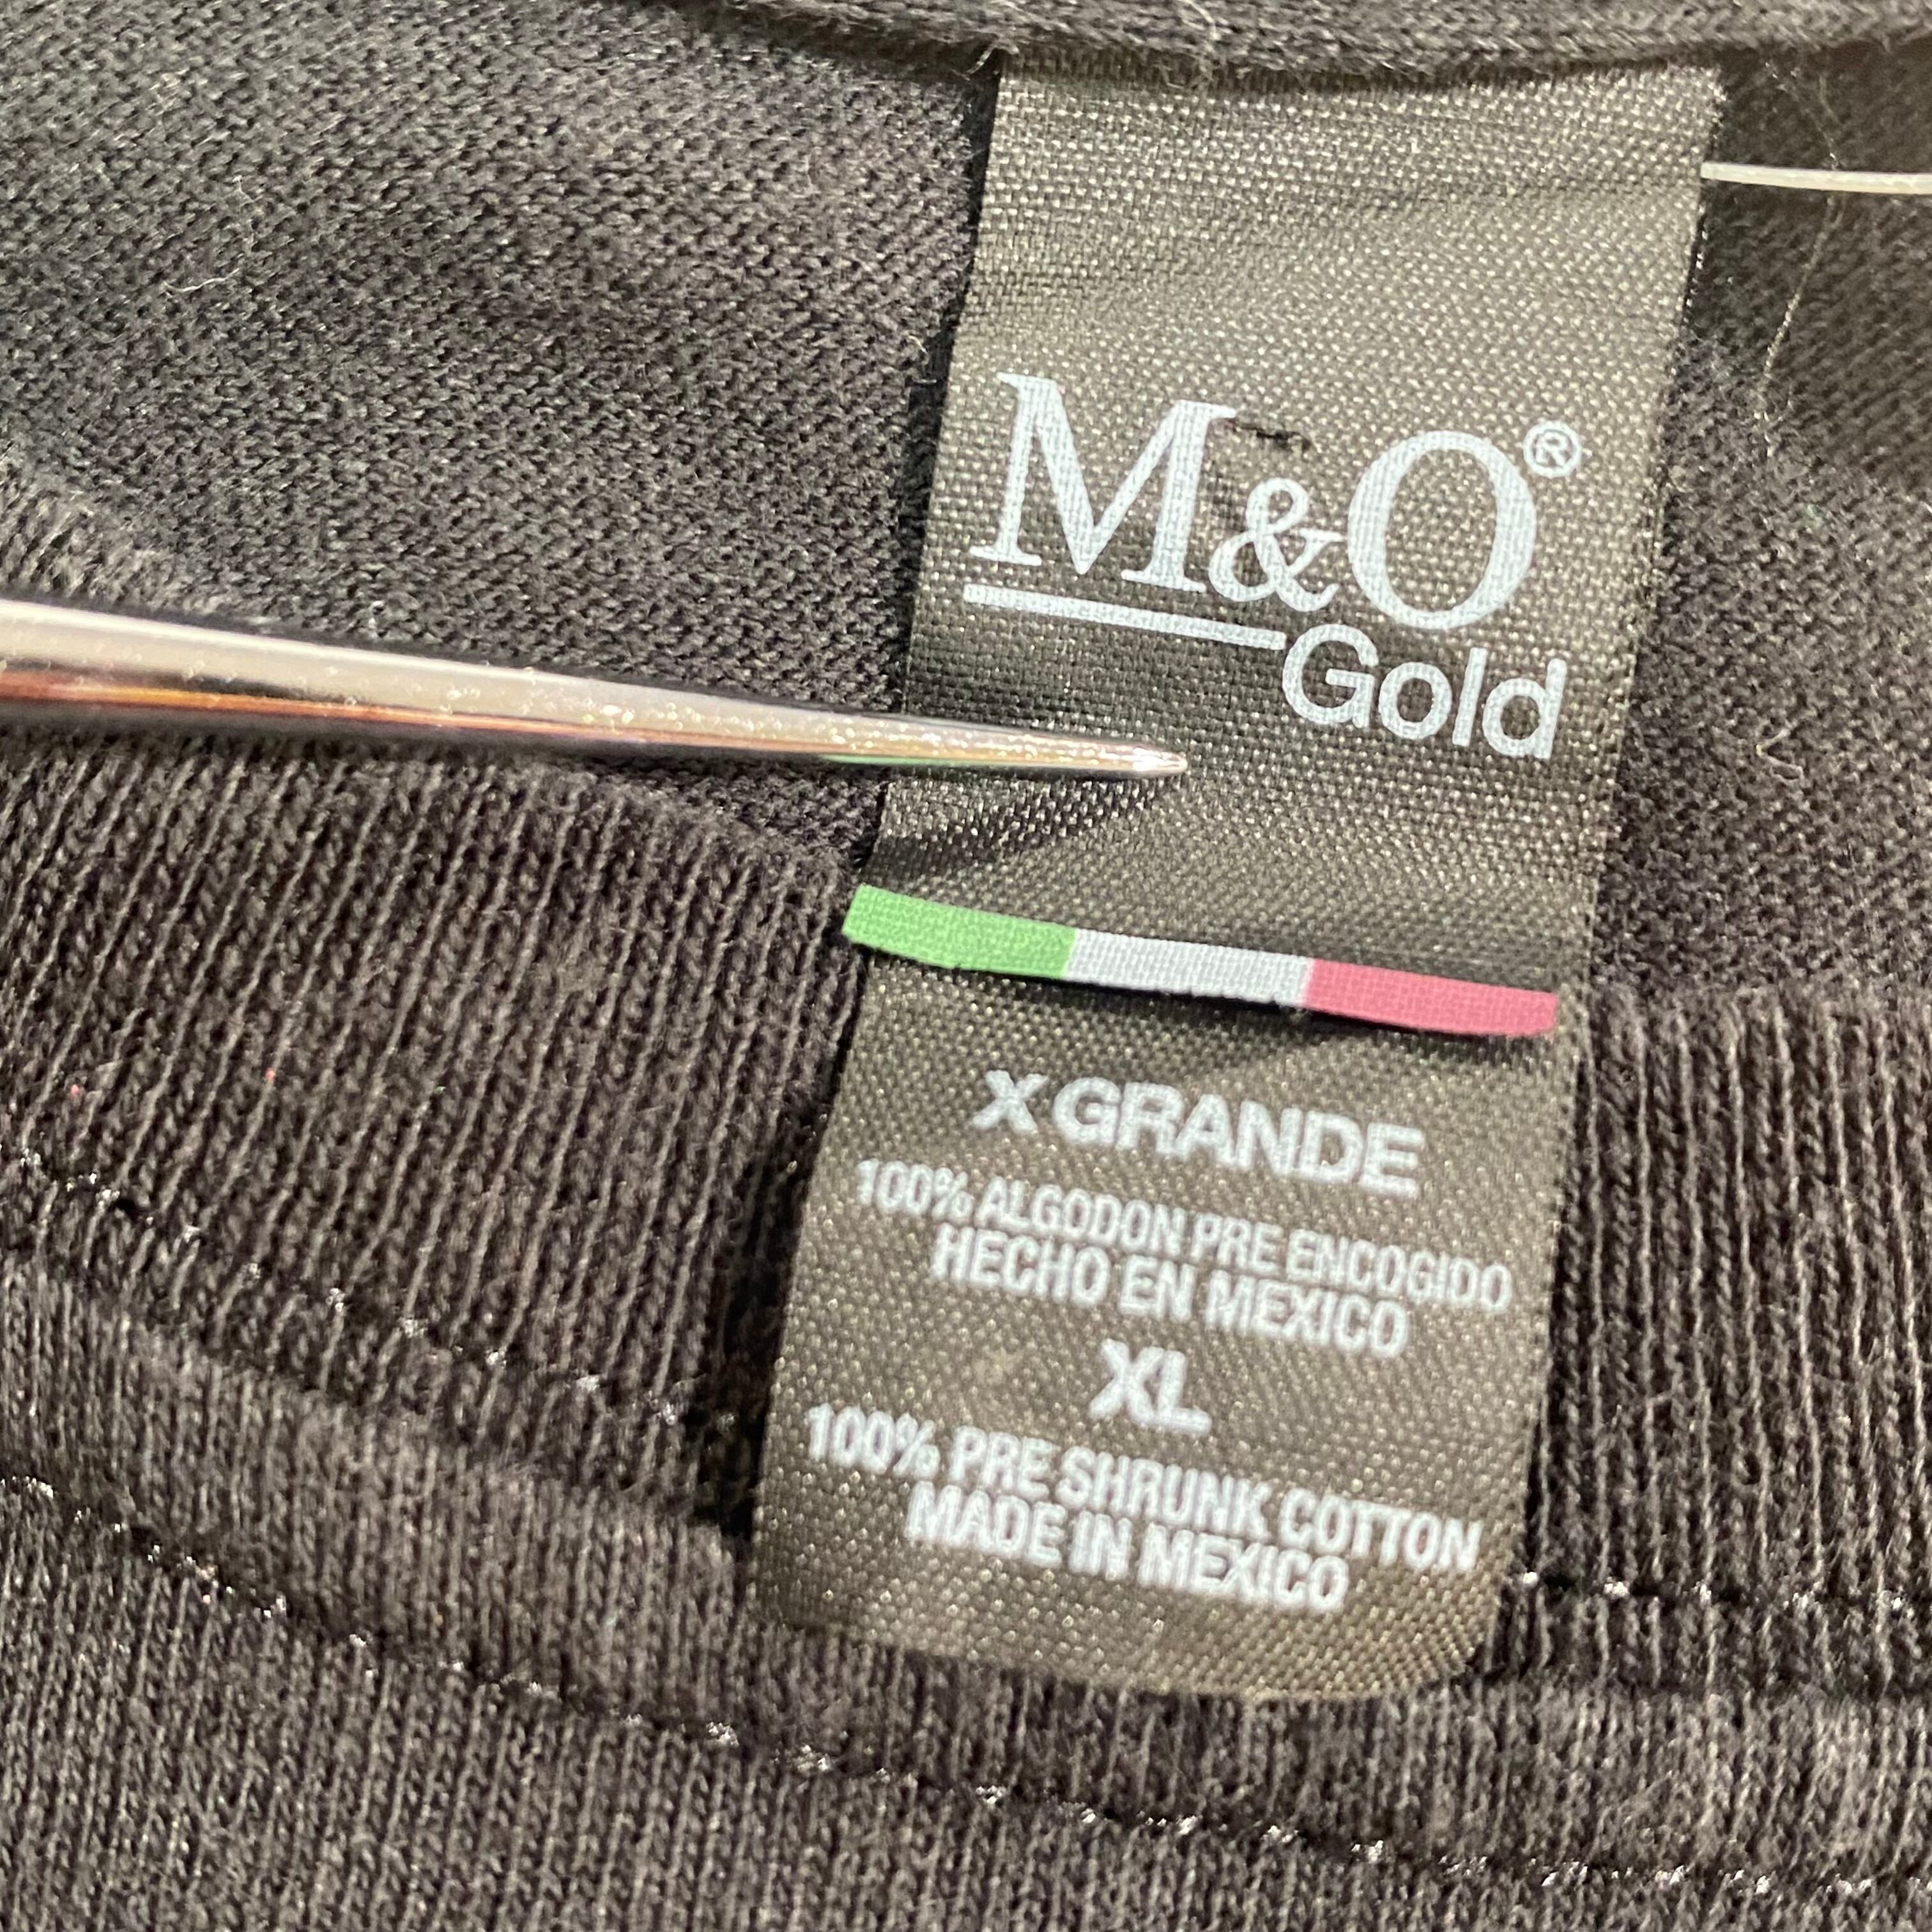 M&O®
Gold
X GRANDE
100% ALGODON PRE ENCOGIDO
HECHO EN MEXICO
XL
100% PRE SHRUNK COTTON
MADE IN MEXICO